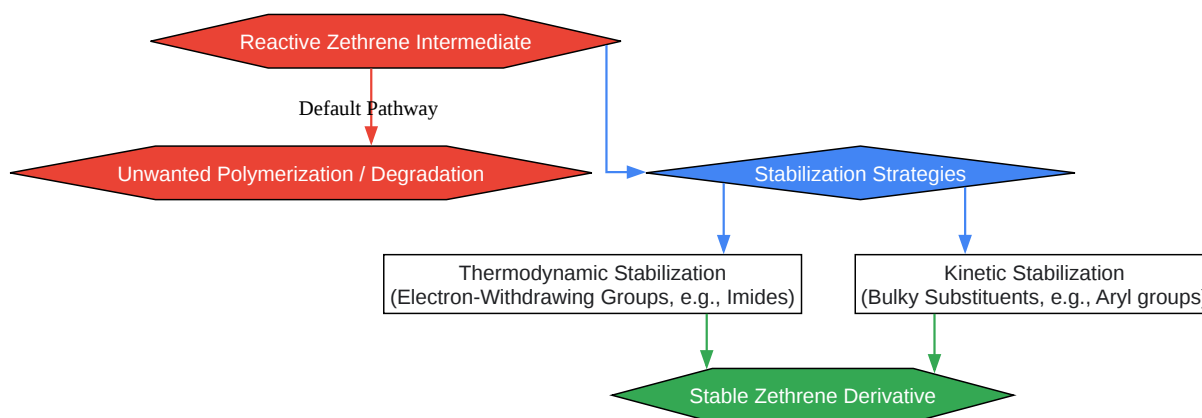 Reactive Zethrene Intermediate
Default Pathway
Unwanted Polymerization / Degradation
Stabilization Strategies
Thermodynamic Stabilization
(Electron-Withdrawing Groups, e.g., Imides)
Kinetic Stabilization
(Bulky Substituents, e.g., Aryl groups)
Stable Zethrene Derivative